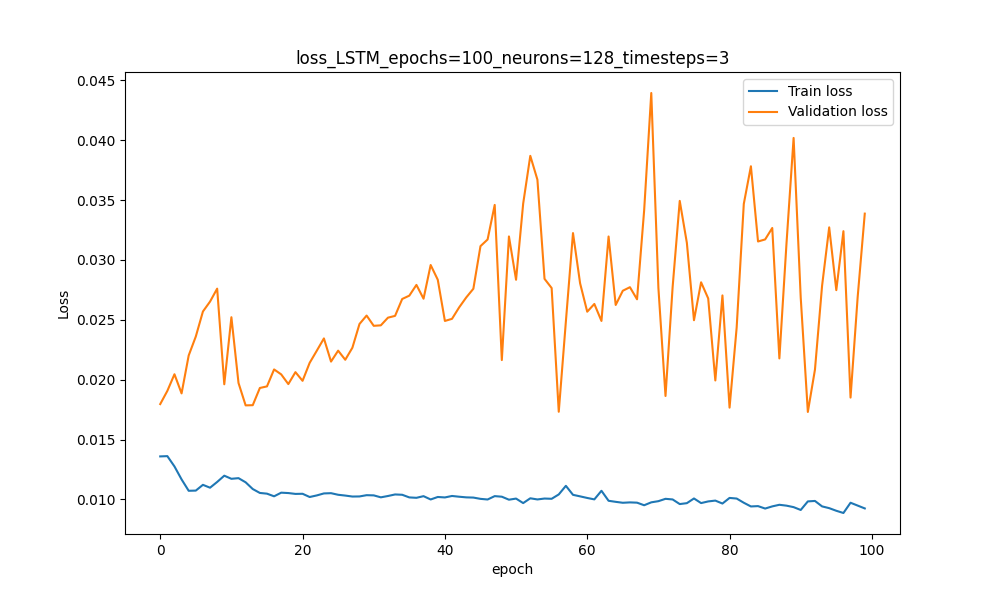 loss_LSTM_epochs=100_neurons=128_timesteps=3
Train loss
Validation loss
0.045
0.040
0.035
0.030
0.025
0.020
0.015
0.010
Loss
0 20 40 60 80 100
epoch